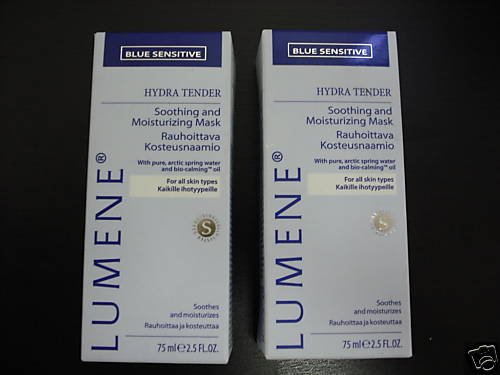 BLUE SENSITIVE
HYDRA TENDER
Soothing and
Moisturizing Mask
Rauhoittava
Kosteusnaamio
With pure, arctic spring water
and bio-calming™ oil
For all skin types
Kaikille ihotyypeille
S
Soothes
and moisturizes
Rauhoittaa ja kosteuttaa
75 ml ℮ 2.5 FL.OZ.
LUMENE®
BLUE SENSITIVE
HYDRA TENDER
Soothing and
Moisturizing Mask
Rauhoittava
Kosteusnaamio
With pure, arctic spring water
and bio-calming™ oil
For all skin types
Kaikille ihotyypeille
S
Soothes
and moisturizes
Rauhoittaa ja kosteuttaa
75 ml ℮ 2.5 FL.OZ.
LUMENE®